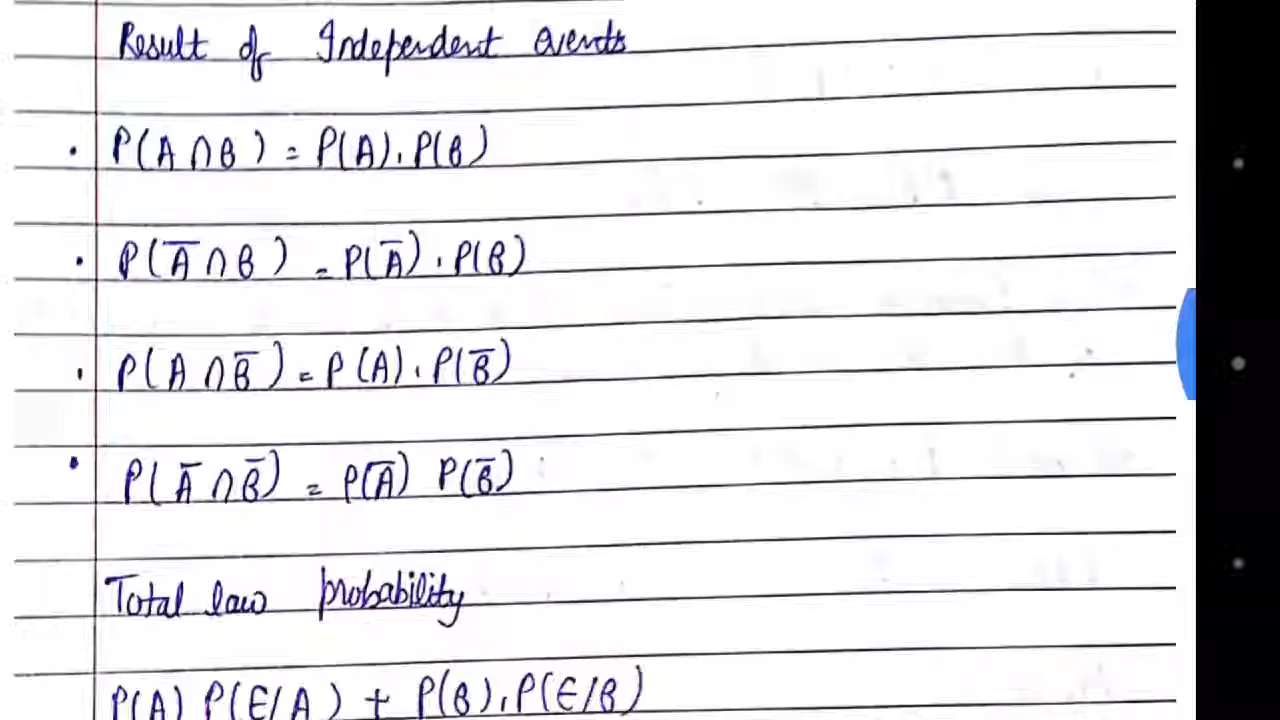 Result of Independent events
. P(A ∩ B) = P(A). P(B)
. P(A̅ ∩ B) = P(A̅). P(B)
. P(A ∩ B̅) = P(A). P(B̅)
. P(A̅ ∩ B̅) = P(A̅) P(B̅)
Total law probability
P(A) P(E/A) + P(B). P(E/B)